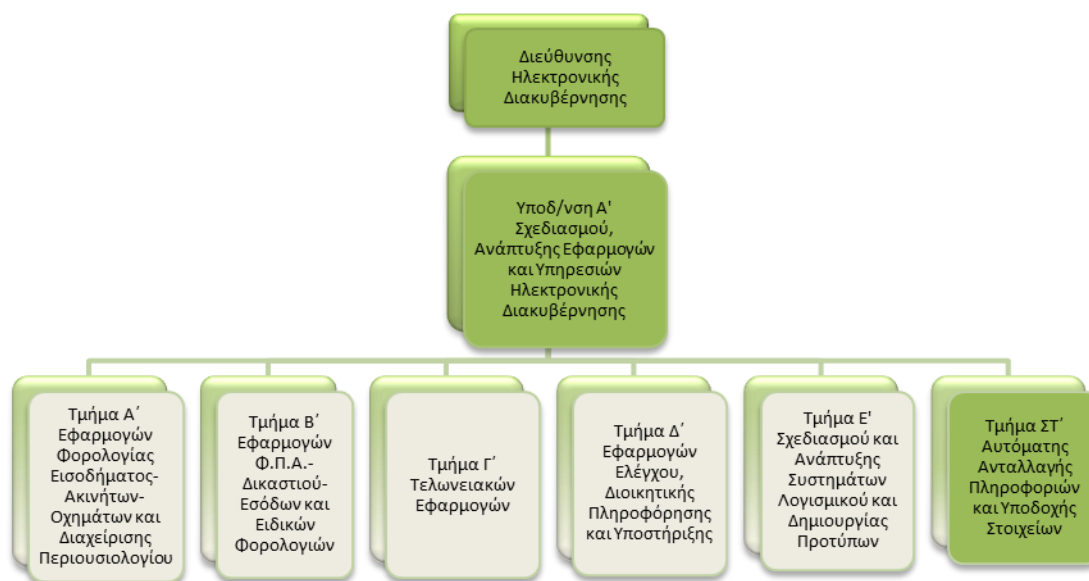 Διεύθυνσης
Ηλεκτρονικής
Διακυβέρνησης
Υποδ/νση Α'
Σχεδιασμού,
Ανάπτυξης Εφαρμογών
και Υπηρεσιών
Ηλεκτρονικής
Διακυβέρνησης
Τμήμα Α΄
Εφαρμογών
Φορολογίας
Εισοδήματος-
Ακινήτων-
Οχημάτων και
Διαχείρισης
Περιουσιολογίου
Τμήμα Β΄
Εφαρμογών
Φ.Π.Α.-
Δικαστιού-
Εσόδων και
Ειδικών
Φορολογιών
Τμήμα Γ΄
Τελωνειακών
Εφαρμογών
Τμήμα Δ΄
Εφαρμογών
Ελέγχου,
Διοικητικής
Πληροφόρησης
και Υποστήριξης
Τμήμα Ε'
Σχεδιασμού και
Ανάπτυξης
Συστημάτων
Λογισμικού και
Δημιουργίας
Προτύπων
Τμήμα ΣΤ΄
Αυτόματης
Ανταλλαγής
Πληροφοριών
και Υποδοχής
Στοιχείων